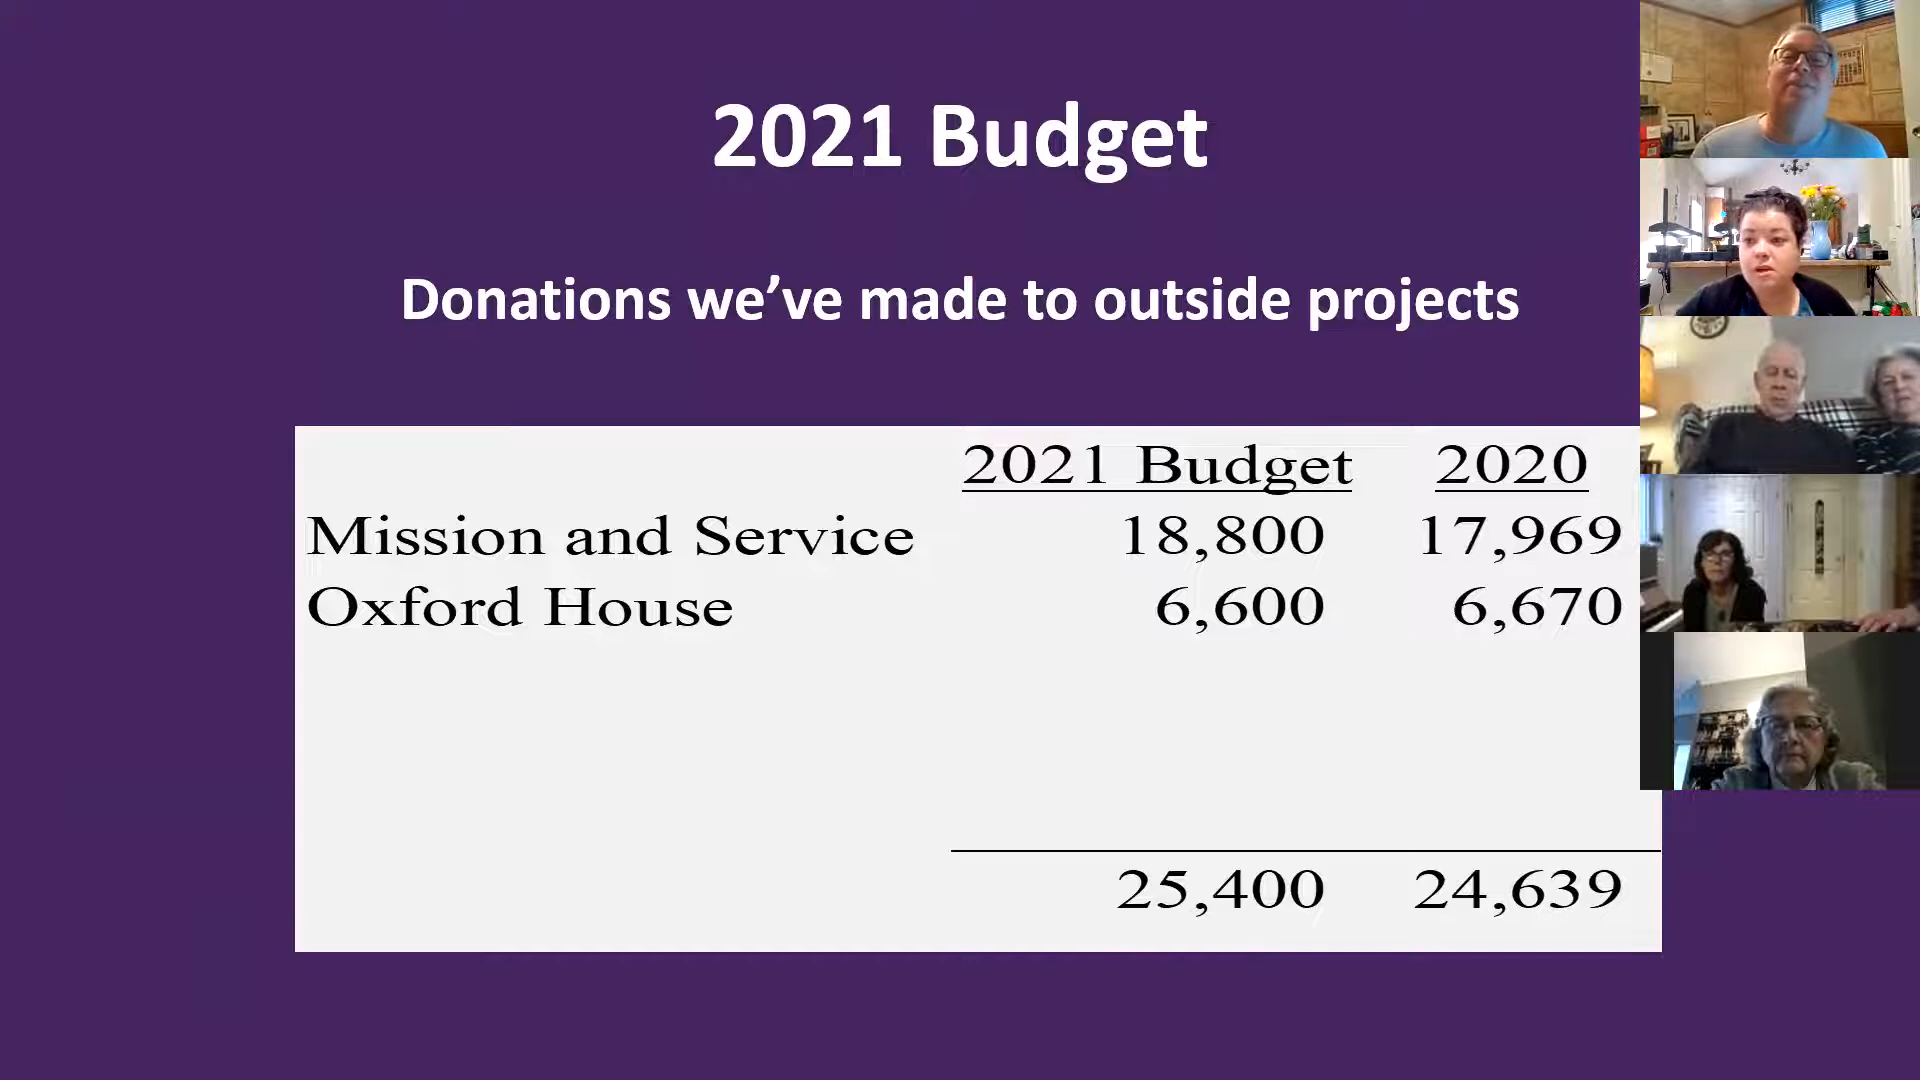 2021 Budget
Donations we’ve made to outside projects
2021 Budget 2020
Mission and Service 18,800 17,969
Oxford House 6,600 6,670
25,400 24,639